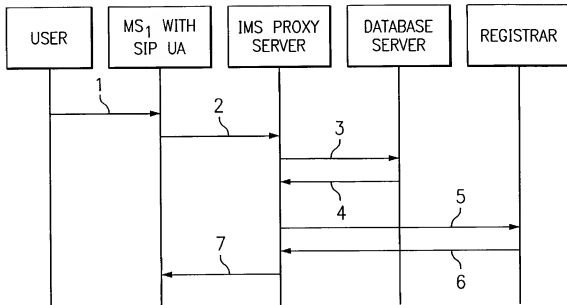 USER
MS1 WITH
SIP UA
IMS PROXY
SERVER
DATABASE
SERVER
REGISTRAR
1
2
3
4
5
6
7